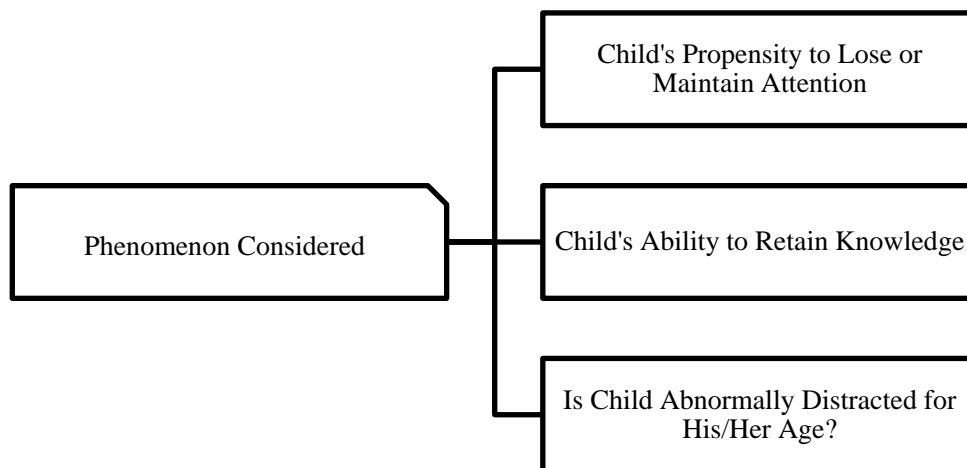 Child's Propensity to Lose or
Maintain Attention
Phenomenon Considered
Child's Ability to Retain Knowledge
Is Child Abnormally Distracted for
His/Her Age?